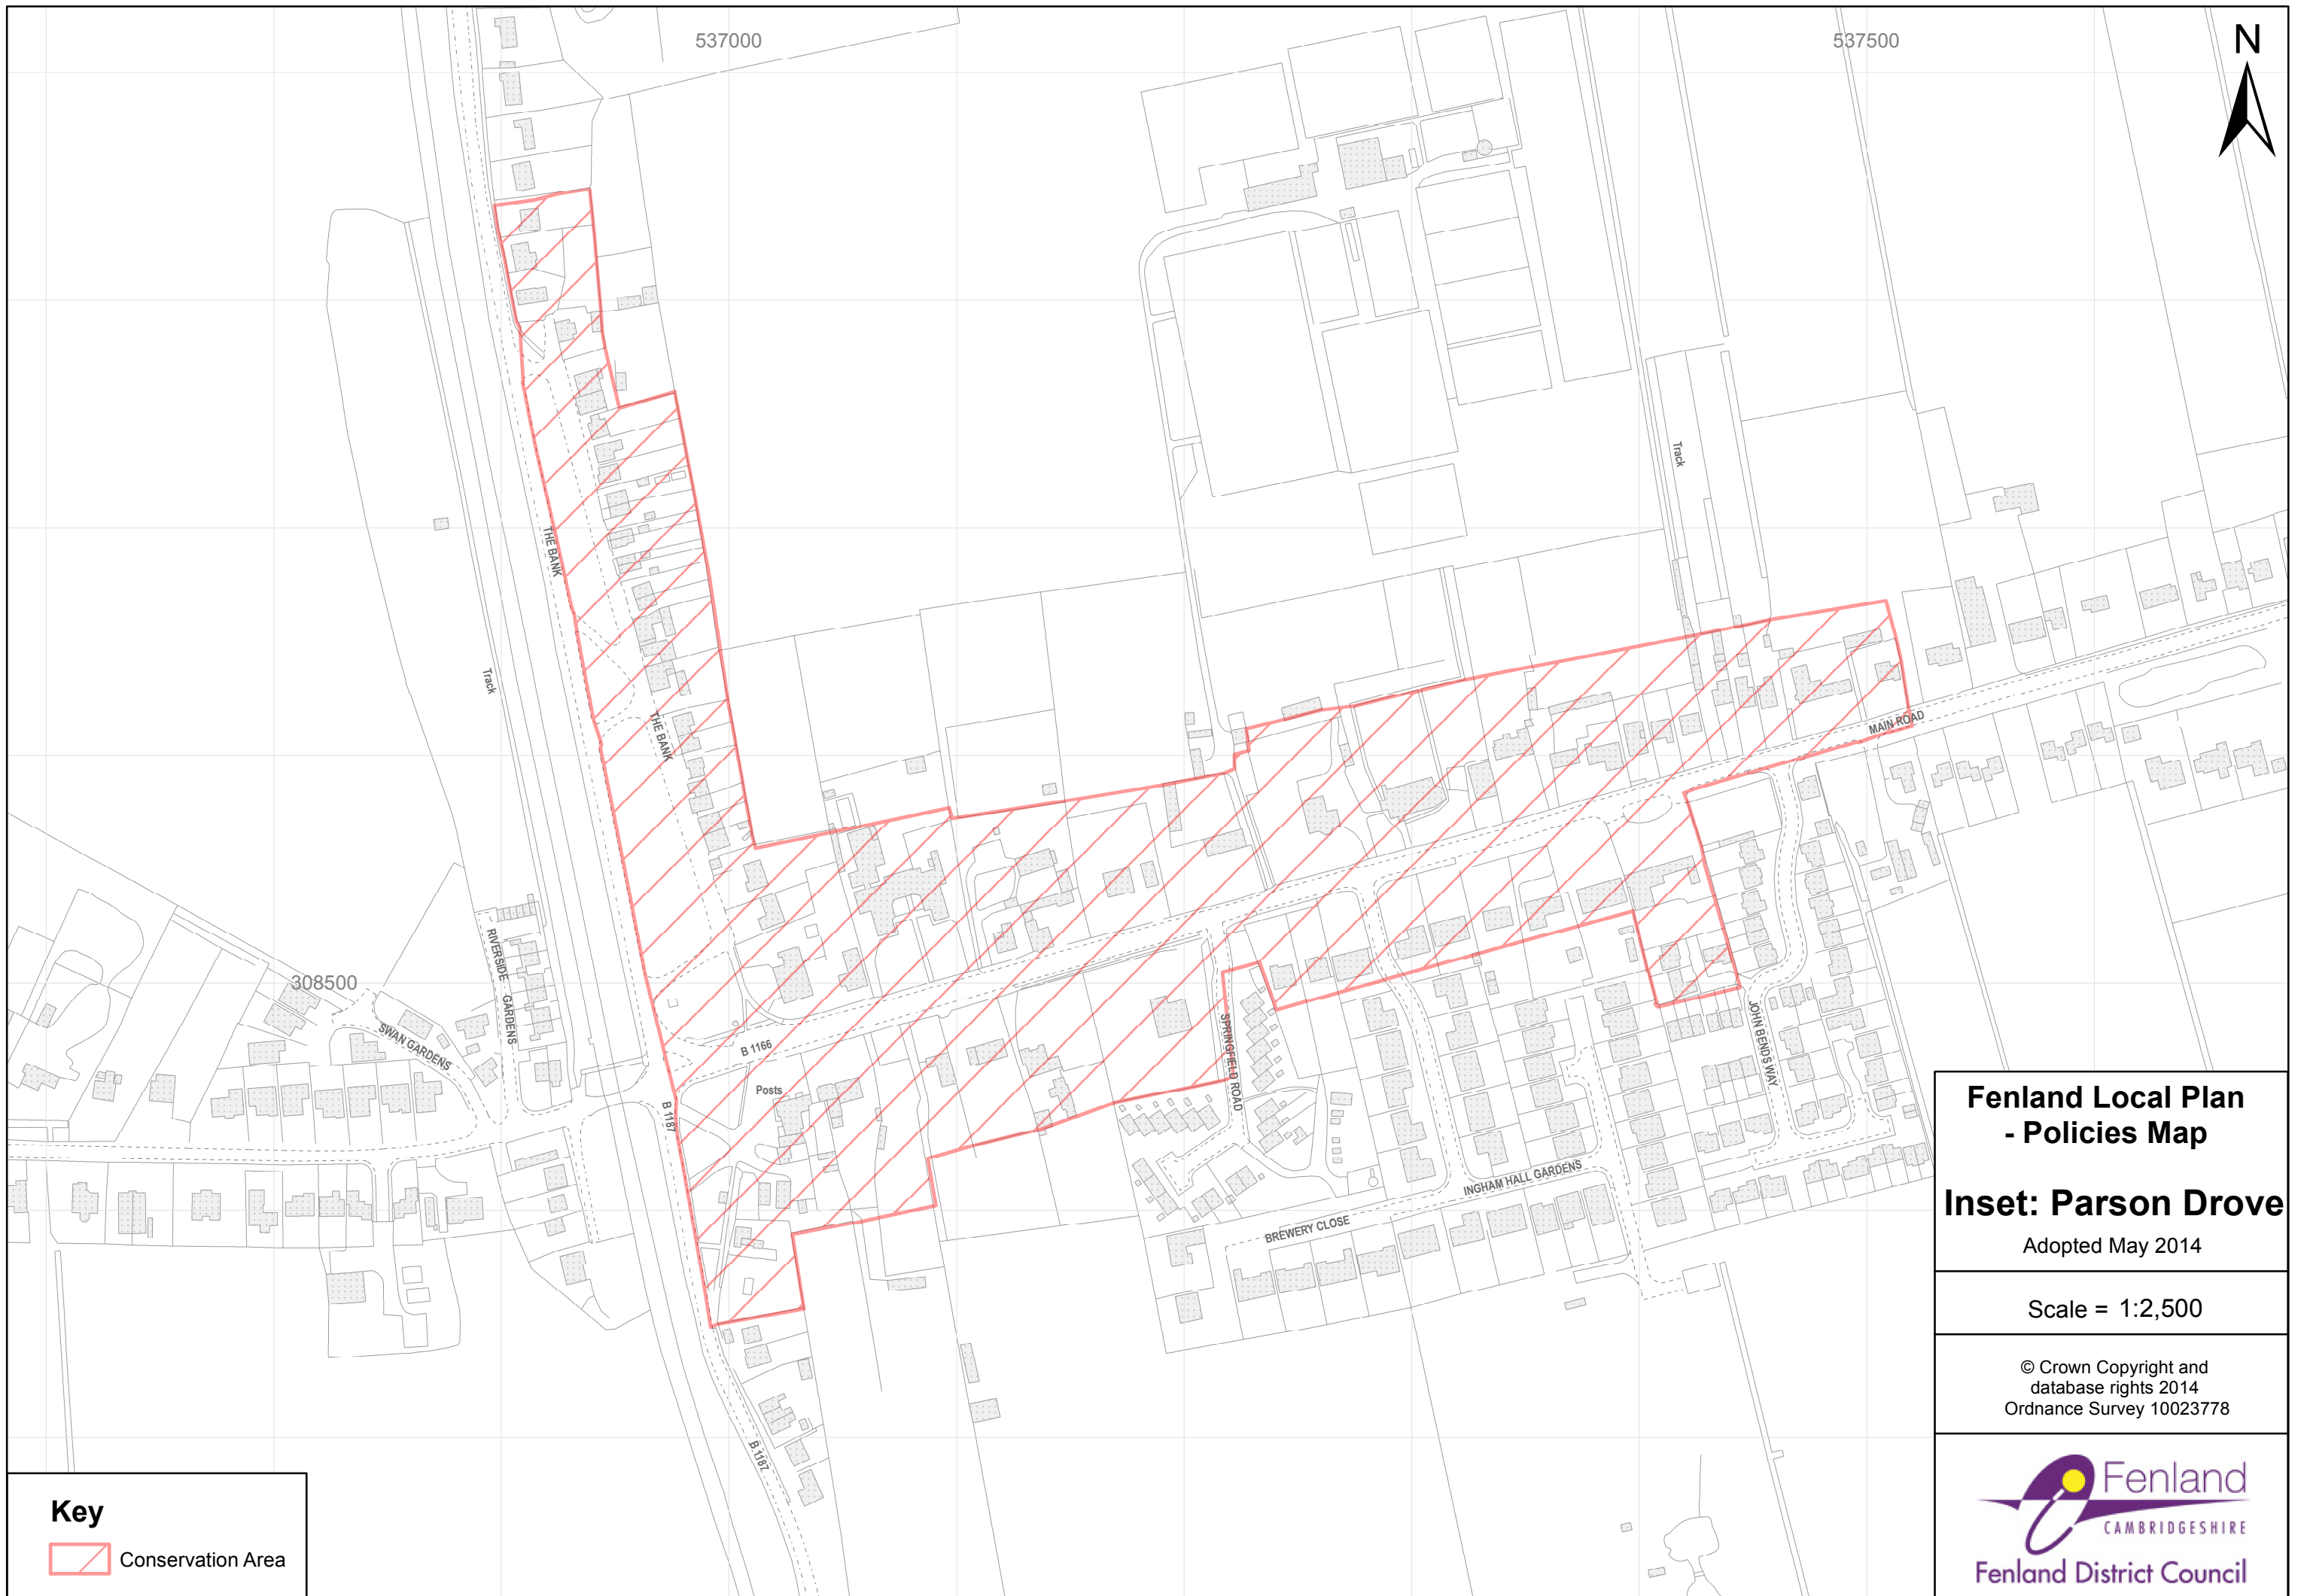 537000
537500
N
Track
THE BANK
Track
THE BANK
MAIN ROAD
RIVERSIDE GARDENS
308500
SWAN GARDENS
B 1166
Posts
B 1187
SPRINGFIELD ROAD
JOHN BENDS WAY
INGHAM HALL GARDENS
BREWERY CLOSE
B 1187
Fenland Local Plan
- Policies Map
Inset: Parson Drove
Adopted May 2014
Scale = 1:2,500
© Crown Copyright and
database rights 2014
Ordnance Survey 10023778
Fenland
CAMBRIDGESHIRE
Fenland District Council
Key
Conservation Area